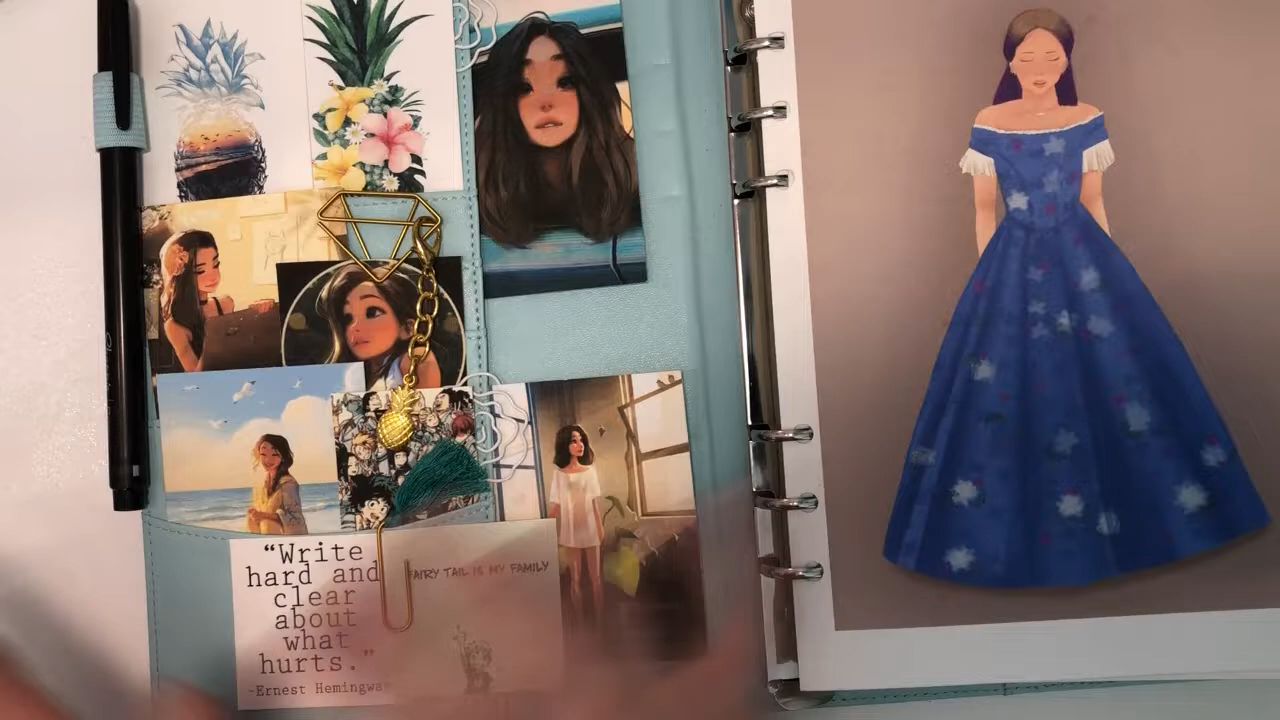 “Write
hard and
clear
about
what
hurts.”
-Ernest Hemingwa
FAIRY TAIL IS MY FAMILY